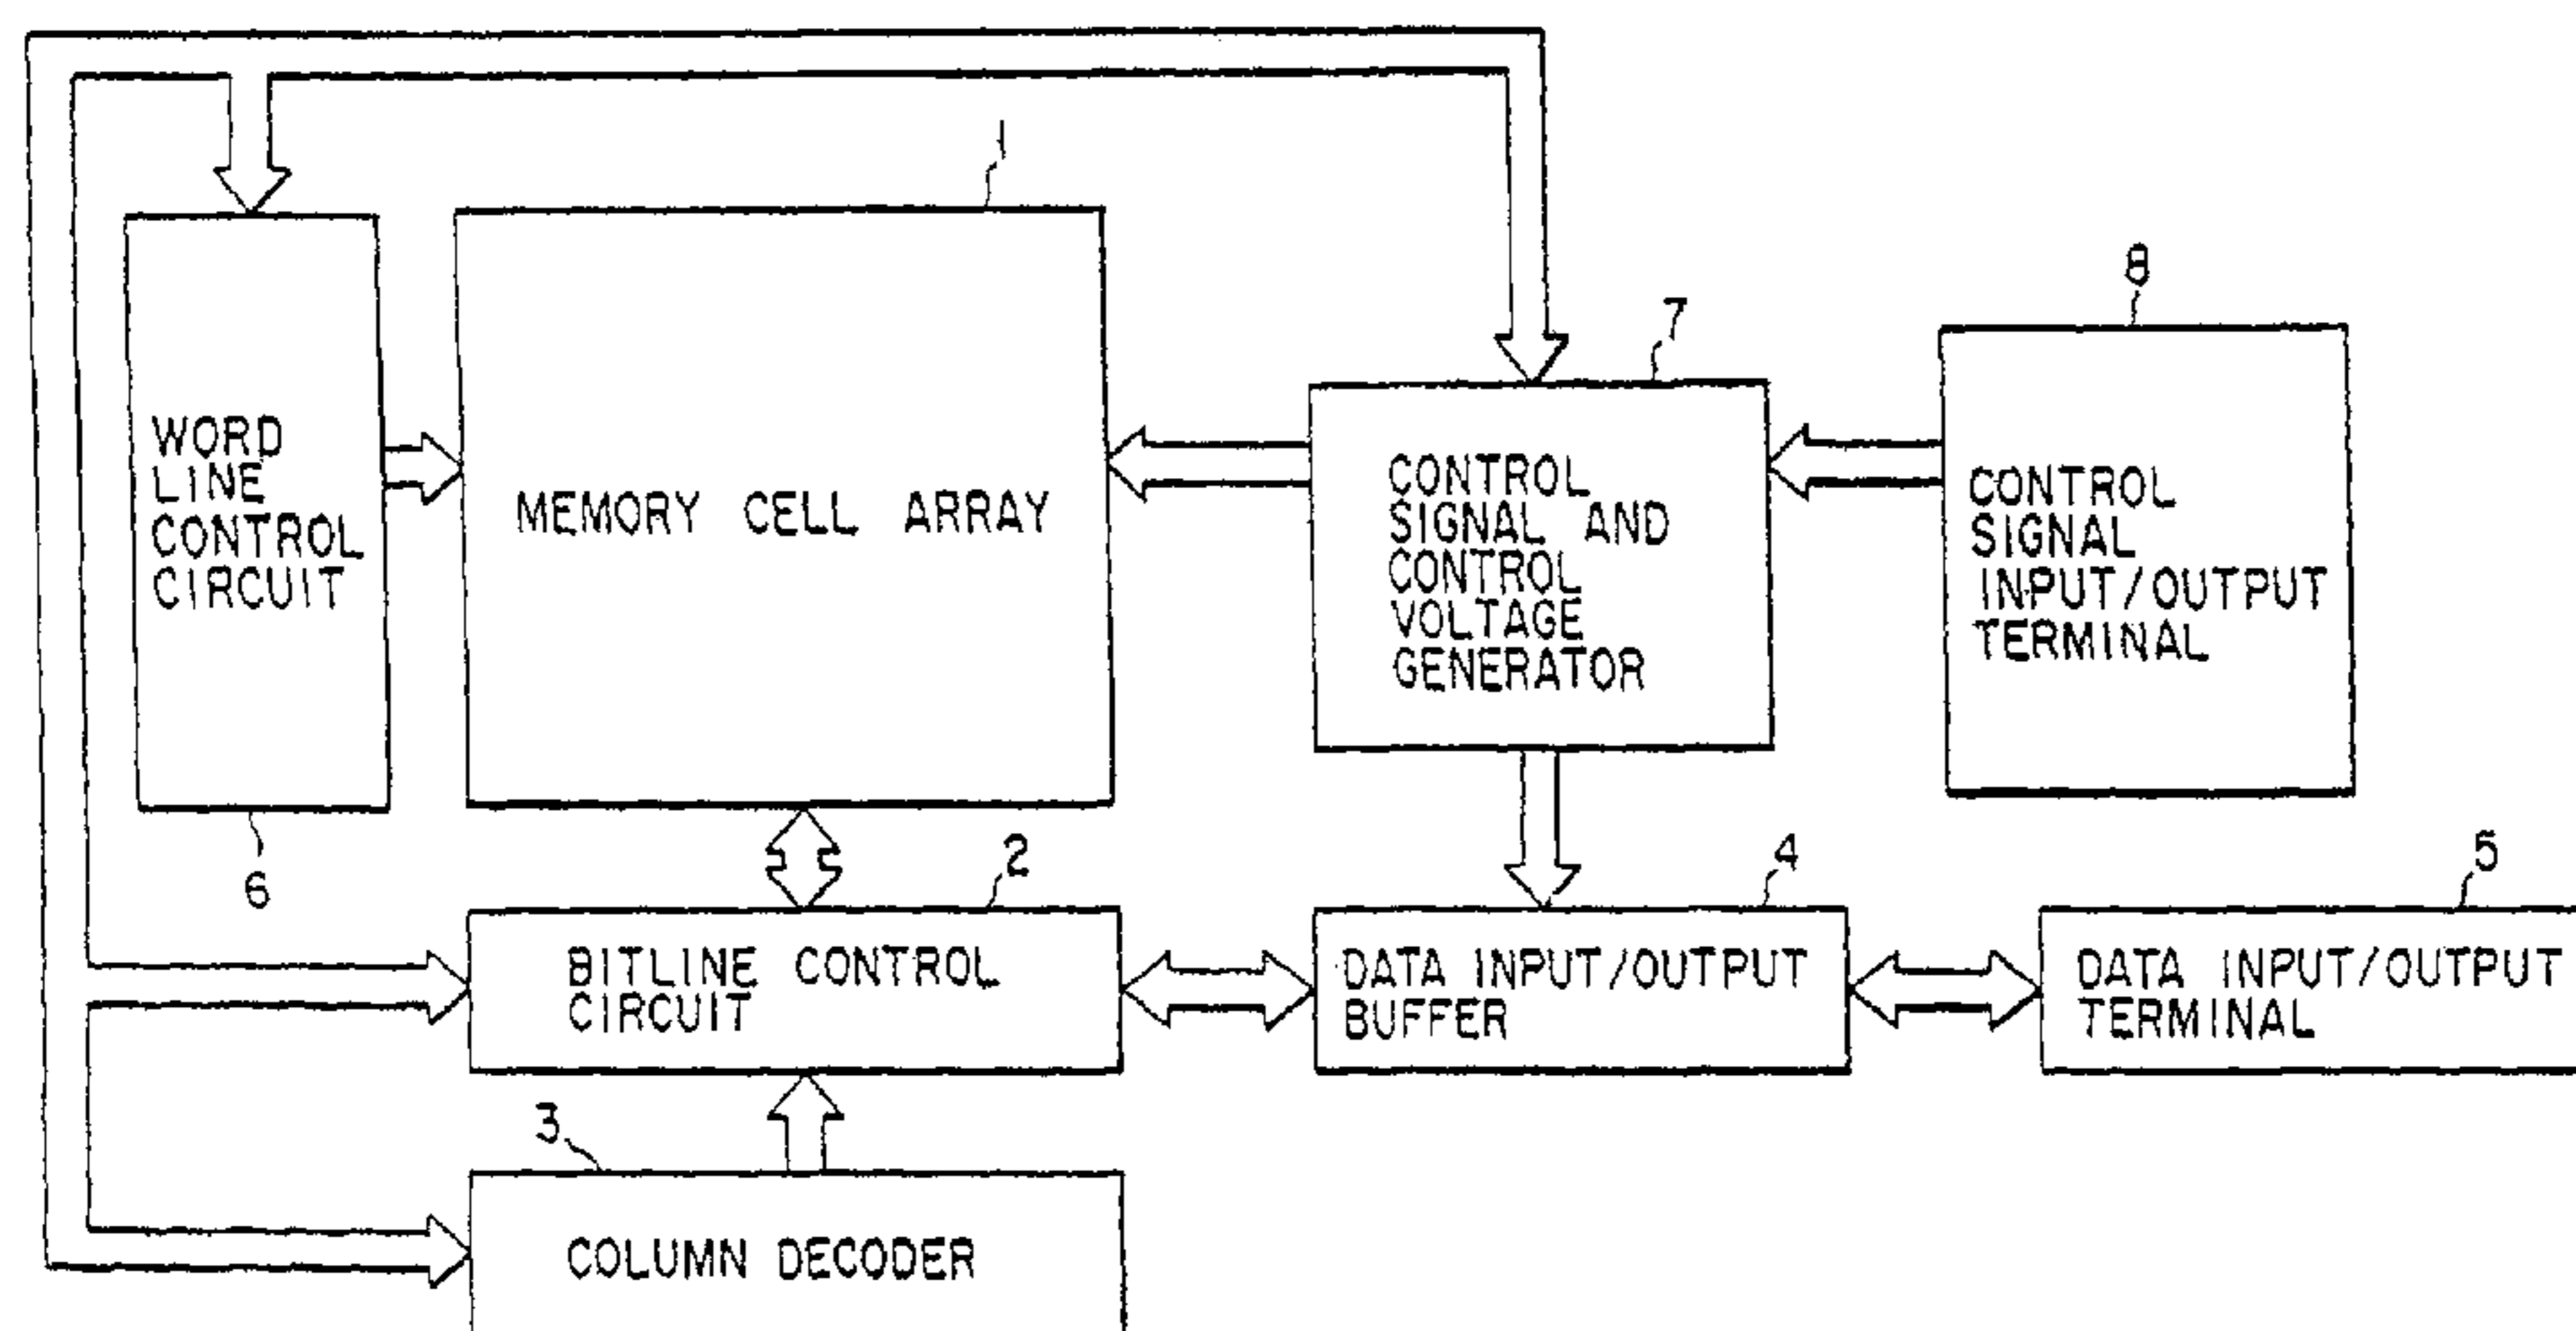 1
8
7
WORD
LINE
CONTROL
CIRCUIT
MEMORY CELL ARRAY
CONTROL
SIGNAL AND
CONTROL
VOLTAGE
GENERATOR
CONTROL
SIGNAL
INPUT/OUTPUT
TERMINAL
6
2
4
5
BITLINE CONTROL
CIRCUIT
DATA INPUT/OUTPUT
BUFFER
DATA INPUT/OUTPUT
TERMINAL
3
COLUMN DECODER